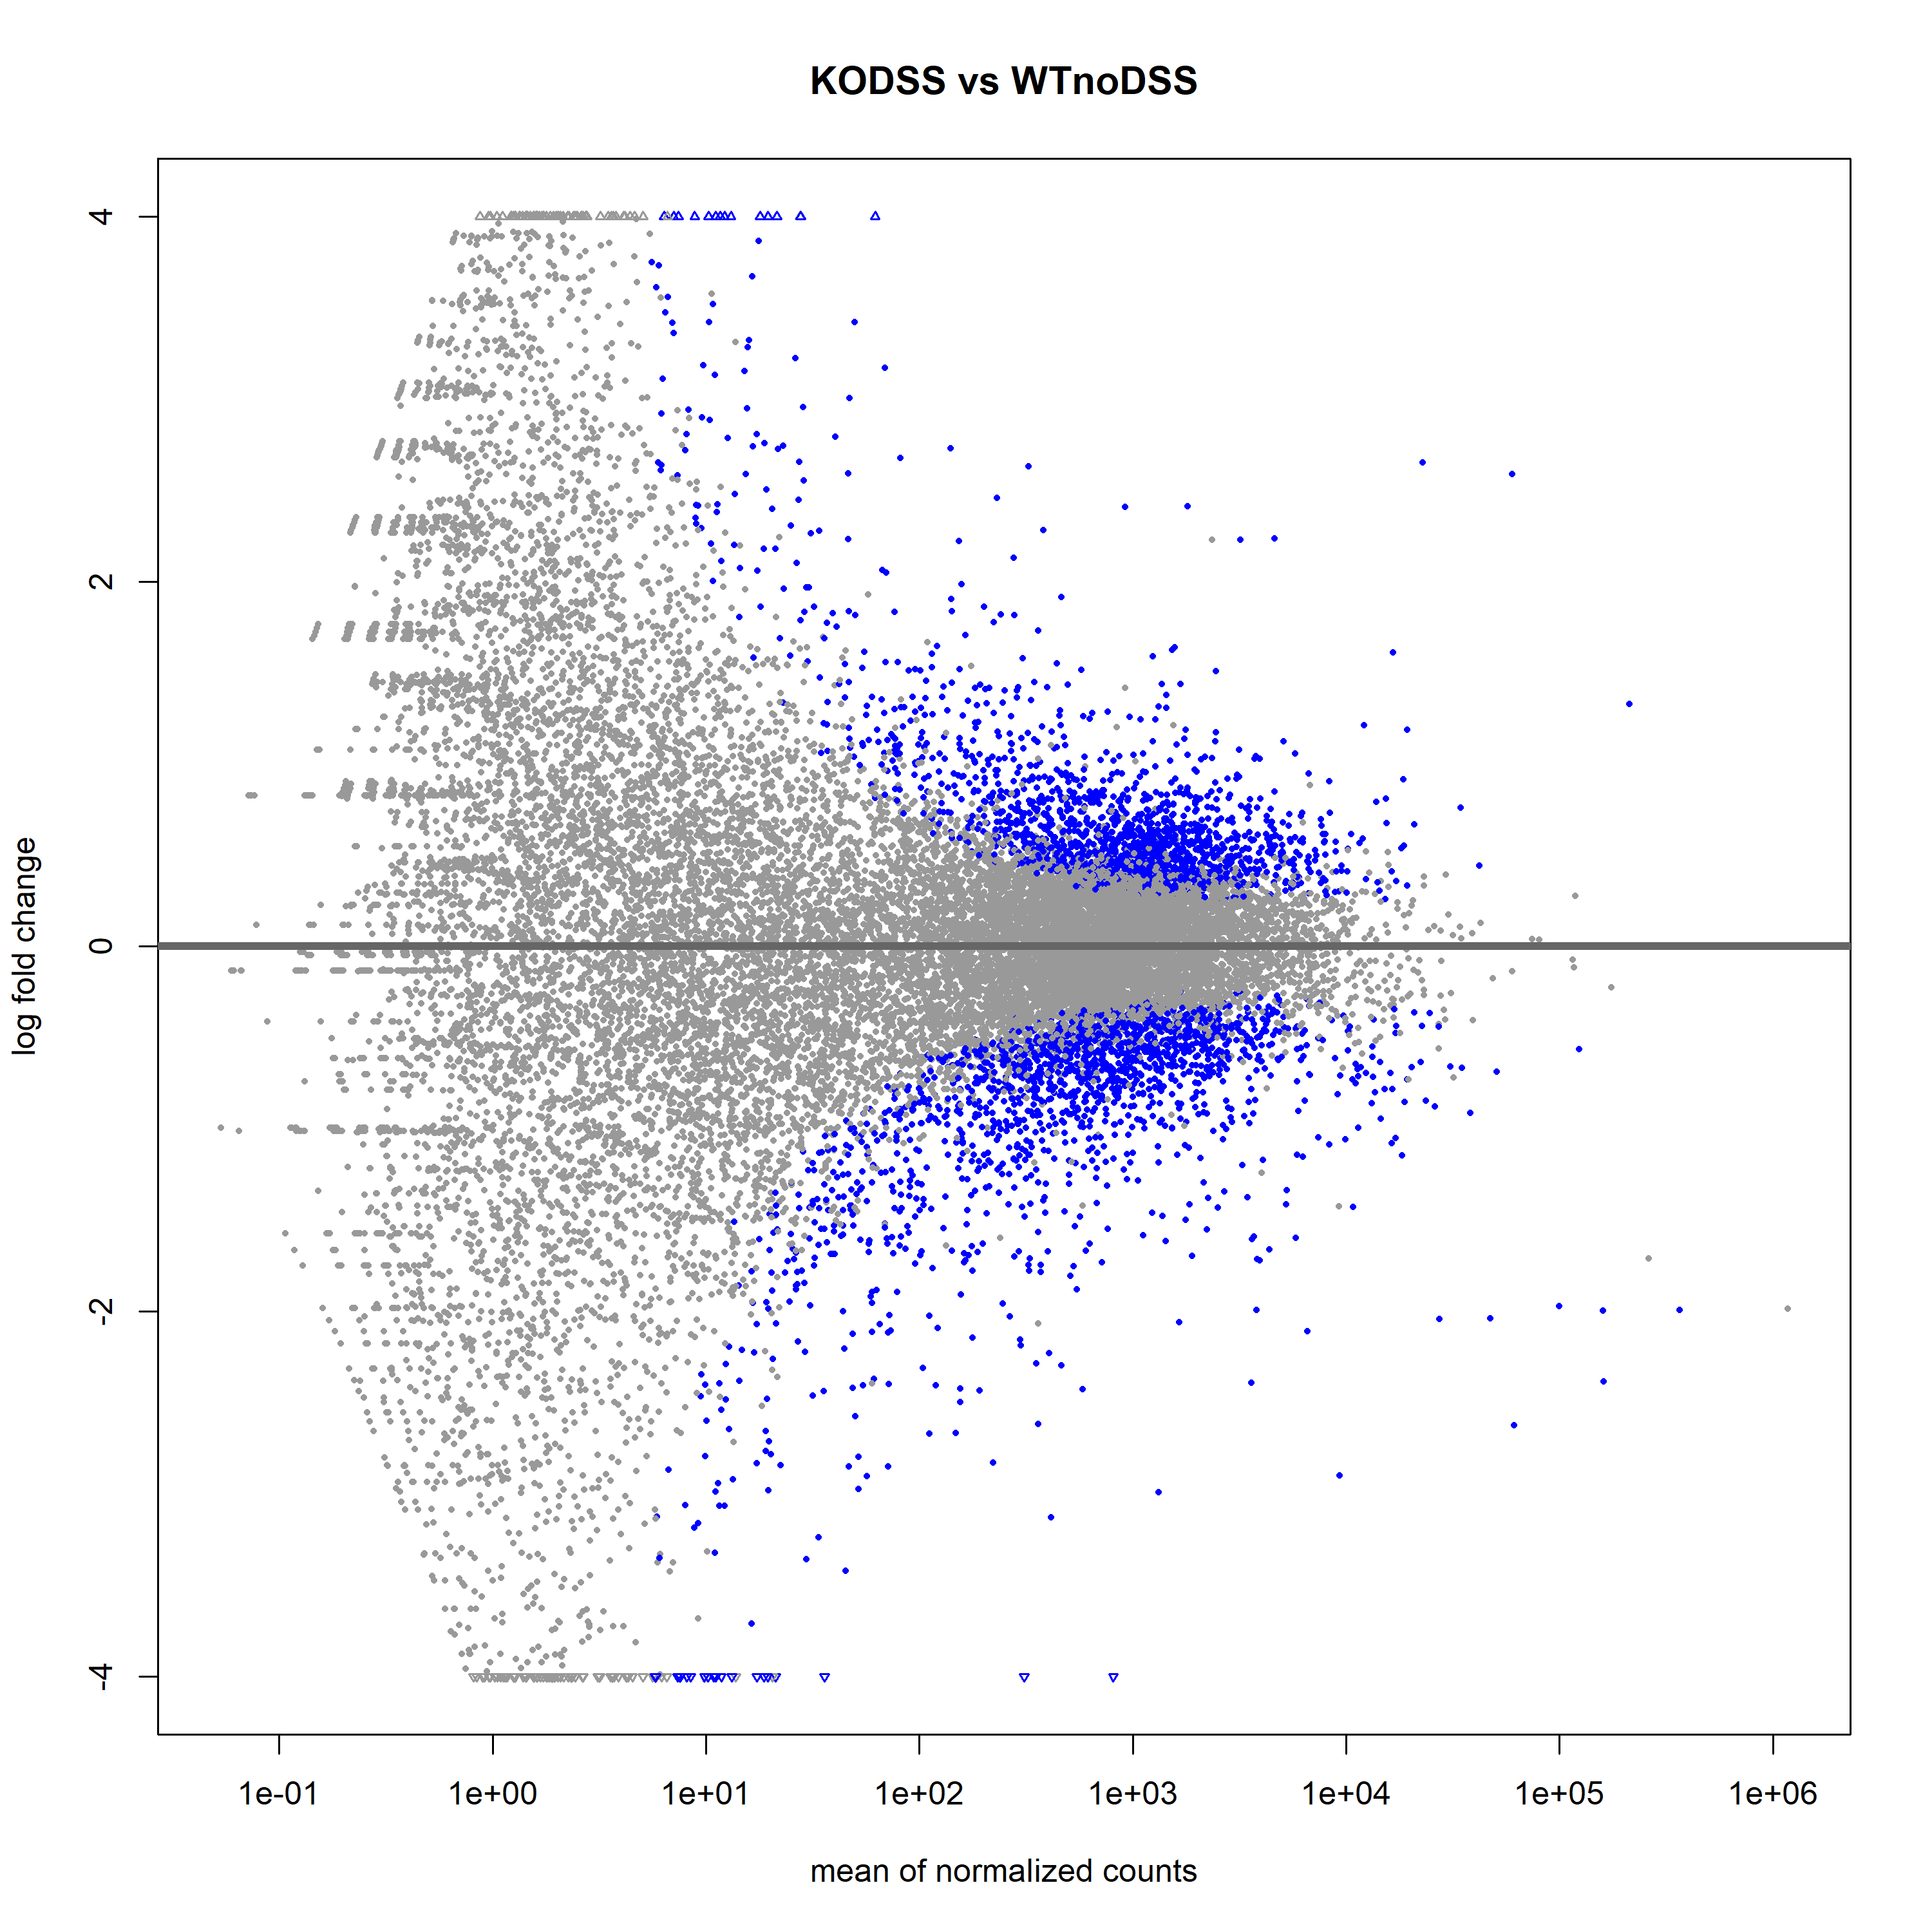 KODSS vs WTnoDSS
4
2
0
-2
-4
log fold change
1e-01 1e+00 1e+01 1e+02 1e+03 1e+04 1e+05 1e+06
mean of normalized counts